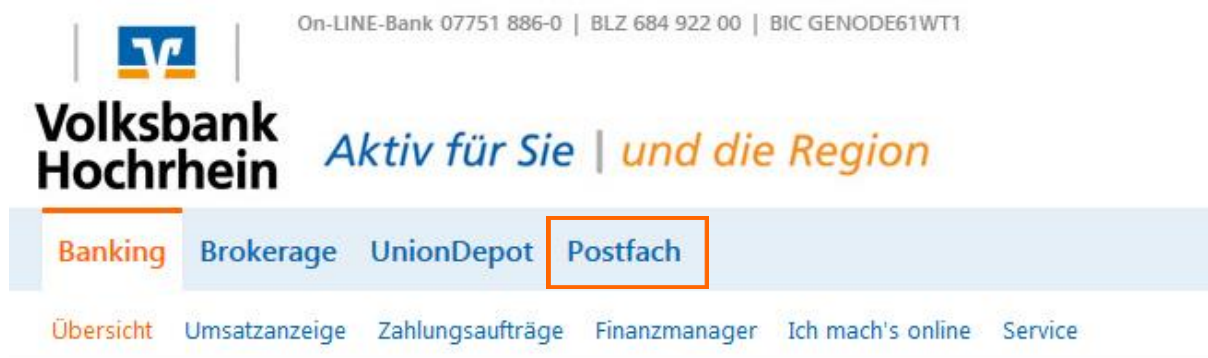 On-LINE-Bank 07751 886-0 | BLZ 684 922 00 | BIC GENODE61WT1
Volksbank
Hochrhein
Aktiv für Sie | und die Region
Banking Brokerage UnionDepot Postfach
Übersicht Umsatzanzeige Zahlungsaufträge Finanzmanager Ich mach's online Service